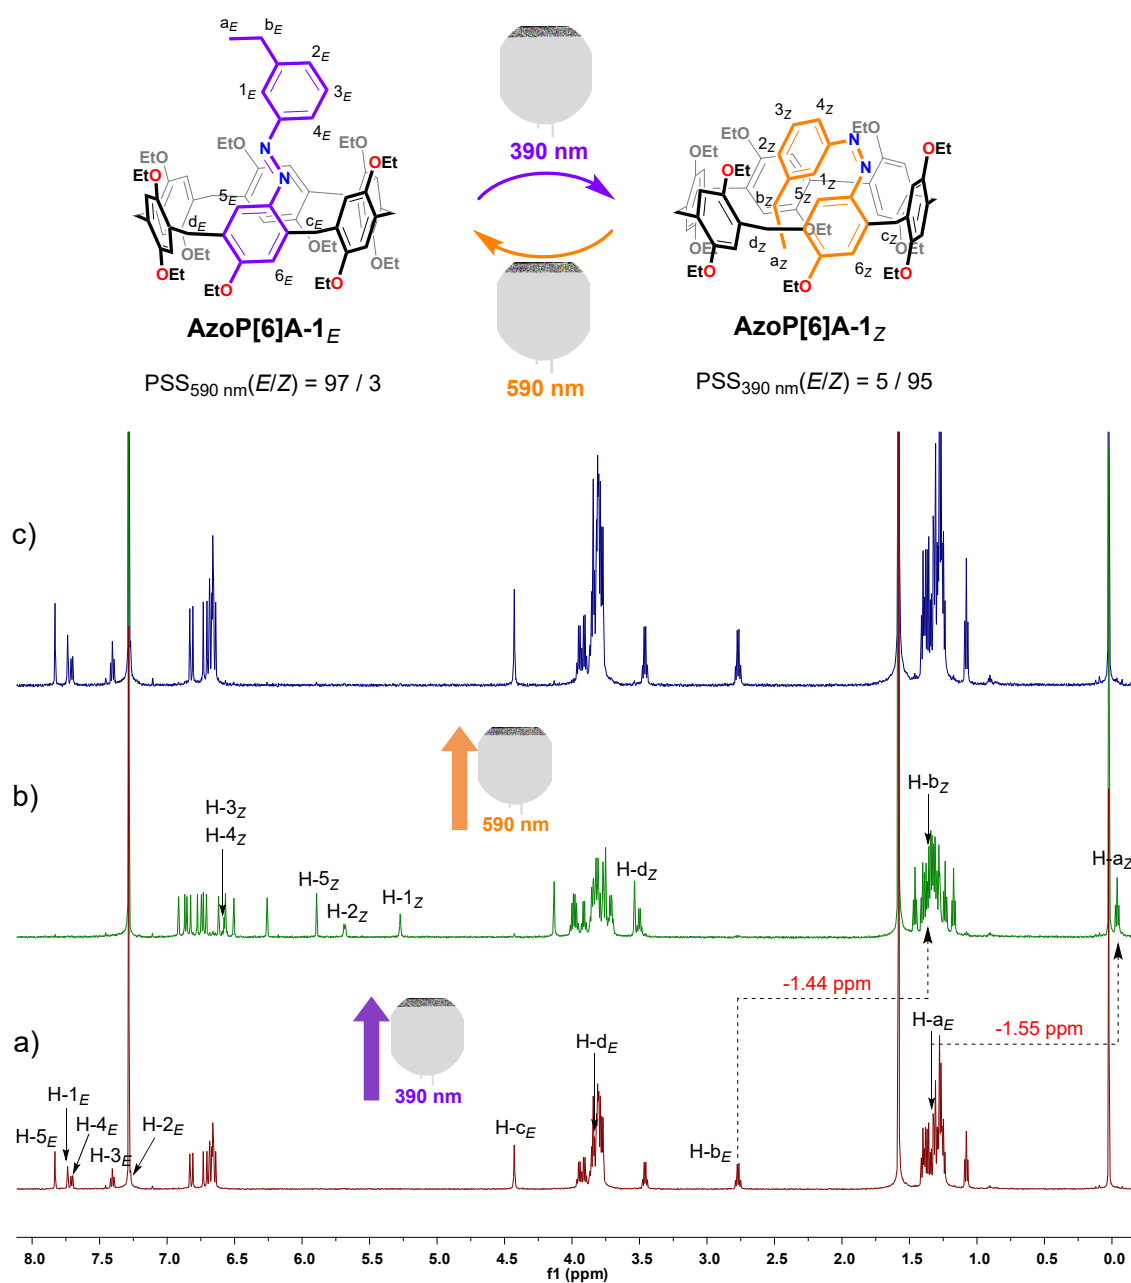 a_E b_E
2_E
1_E 3_E
4_E
N
N
EtO EtO EtO
EtO OEt
5_E
d_E c_E
OEt OEt
OEt OEt OEt OEt
6_E
EtO
390 nm
590 nm
3_Z 4_Z
EtO EtO
2_Z N
N
EtO EtO OEt
1_Z
b_Z 5_Z
OEt
d_Z c_Z
OEt OEt
a_Z
OEt 6_Z OEt
EtO
AzoP[6]A-1_E
AzoP[6]A-1_Z
PSS590 nm(E/Z) = 97 / 3
PSS390 nm(E/Z) = 5 / 95
c)
590 nm
b)
H-3_Z
H-4_Z
H-5_Z
H-2_Z
H-1_Z
H-d_Z
H-b_Z
H-a_Z
-1.44 ppm
-1.55 ppm
390 nm
a)
H-5_E
H-1_E
H-4_E
H-3_E
H-2_E
H-c_E
H-d_E
H-b_E
H-a_E
8.0 7.5 7.0 6.5 6.0 5.5 5.0 4.5 4.0 3.5 3.0 2.5 2.0 1.5 1.0 0.5 0.0
f1 (ppm)